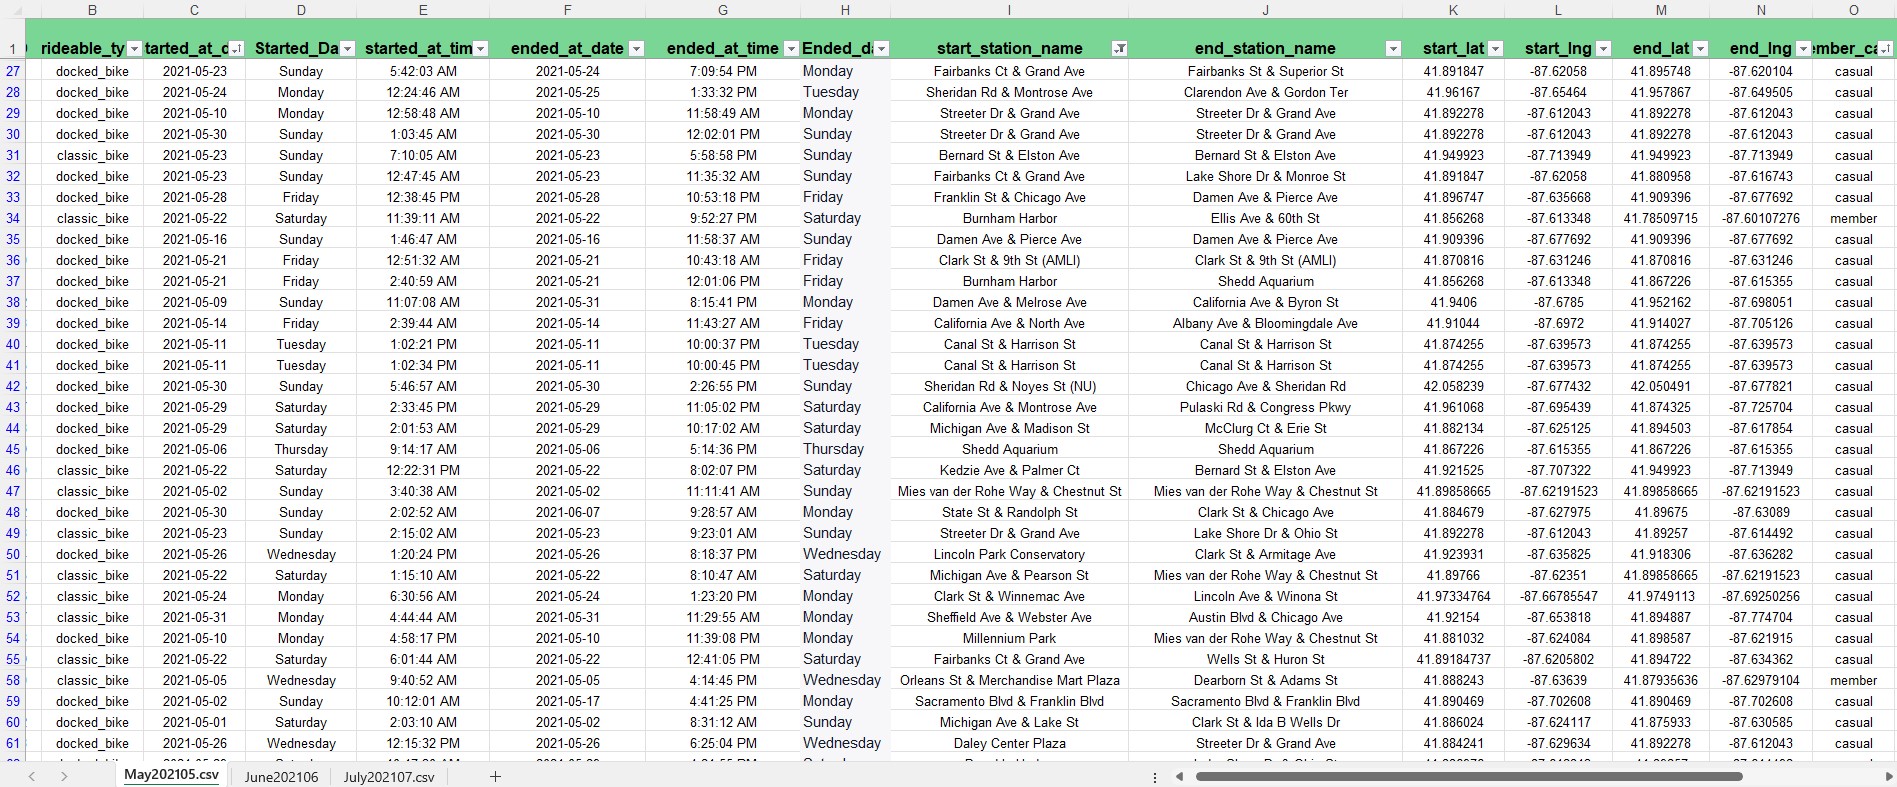 B C D E F G H I J K L M N O
1 rideable_ty tarted_at_d Started_Da started_at_tim ended_at_date ended_at_time Ended_da start_station_name end_station_name start_lat start_lng end_lat end_lng ember_ca
27 docked_bike 2021-05-23 Sunday 5:42:03 AM 2021-05-24 7:09:54 PM Monday Fairbanks Ct & Grand Ave Fairbanks St & Superior St 41.891847 -87.62058 41.895748 -87.620104 casual
28 docked_bike 2021-05-24 Monday 12:24:46 AM 2021-05-25 1:33:32 PM Tuesday Sheridan Rd & Montrose Ave Clarendon Ave & Gordon Ter 41.96167 -87.65464 41.957867 -87.649505 casual
29 docked_bike 2021-05-10 Monday 12:58:48 AM 2021-05-10 11:58:49 AM Monday Streeter Dr & Grand Ave Streeter Dr & Grand Ave 41.892278 -87.612043 41.892278 -87.612043 casual
30 docked_bike 2021-05-30 Sunday 1:03:45 AM 2021-05-30 12:02:01 PM Sunday Streeter Dr & Grand Ave Streeter Dr & Grand Ave 41.892278 -87.612043 41.892278 -87.612043 casual
31 classic_bike 2021-05-23 Sunday 7:10:05 AM 2021-05-23 5:58:58 PM Sunday Bernard St & Elston Ave Bernard St & Elston Ave 41.949923 -87.713949 41.949923 -87.713949 casual
32 docked_bike 2021-05-23 Sunday 12:47:45 AM 2021-05-23 11:35:32 AM Sunday Fairbanks Ct & Grand Ave Lake Shore Dr & Monroe St 41.891847 -87.62058 41.880958 -87.616743 casual
33 docked_bike 2021-05-28 Friday 12:38:45 PM 2021-05-28 10:53:18 PM Friday Franklin St & Chicago Ave Damen Ave & Pierce Ave 41.896747 -87.635668 41.909396 -87.677692 casual
34 classic_bike 2021-05-22 Saturday 11:39:11 AM 2021-05-22 9:52:27 PM Saturday Burnham Harbor Ellis Ave & 60th St 41.856268 -87.613348 41.78509715 -87.60107276 member
35 docked_bike 2021-05-16 Sunday 1:46:47 AM 2021-05-16 11:58:37 AM Sunday Damen Ave & Pierce Ave Damen Ave & Pierce Ave 41.909396 -87.677692 41.909396 -87.677692 casual
36 docked_bike 2021-05-21 Friday 12:51:32 AM 2021-05-21 10:43:18 AM Friday Clark St & 9th St (AMLI) Clark St & 9th St (AMLI) 41.870816 -87.631246 41.870816 -87.631246 casual
37 docked_bike 2021-05-21 Friday 2:40:59 AM 2021-05-21 12:01:06 PM Friday Burnham Harbor Shedd Aquarium 41.856268 -87.613348 41.867226 -87.615355 casual
38 docked_bike 2021-05-09 Sunday 11:07:08 AM 2021-05-31 8:15:41 PM Monday Damen Ave & Melrose Ave California Ave & Byron St 41.9406 -87.6785 41.952162 -87.698051 casual
39 docked_bike 2021-05-14 Friday 2:39:44 AM 2021-05-14 11:43:27 AM Friday California Ave & North Ave Albany Ave & Bloomingdale Ave 41.91044 -87.6972 41.914027 -87.705126 casual
40 docked_bike 2021-05-11 Tuesday 1:02:21 PM 2021-05-11 10:00:37 PM Tuesday Canal St & Harrison St Canal St & Harrison St 41.874255 -87.639573 41.874255 -87.639573 casual
41 docked_bike 2021-05-11 Tuesday 1:02:34 PM 2021-05-11 10:00:45 PM Tuesday Canal St & Harrison St Canal St & Harrison St 41.874255 -87.639573 41.874255 -87.639573 casual
42 docked_bike 2021-05-30 Sunday 5:46:57 AM 2021-05-30 2:26:55 PM Sunday Sheridan Rd & Noyes St (NU) Chicago Ave & Sheridan Rd 42.058239 -87.677432 42.050491 -87.677821 casual
43 docked_bike 2021-05-29 Saturday 2:33:45 PM 2021-05-29 11:05:02 PM Saturday California Ave & Montrose Ave Pulaski Rd & Congress Pkwy 41.961068 -87.695439 41.874325 -87.725704 casual
44 docked_bike 2021-05-29 Saturday 2:01:53 AM 2021-05-29 10:17:02 AM Saturday Michigan Ave & Madison St McClurg Ct & Erie St 41.882134 -87.625125 41.894503 -87.617854 casual
45 docked_bike 2021-05-06 Thursday 9:14:17 AM 2021-05-06 5:14:36 PM Thursday Shedd Aquarium Shedd Aquarium 41.867226 -87.615355 41.867226 -87.615355 casual
46 classic_bike 2021-05-22 Saturday 12:22:31 PM 2021-05-22 8:02:07 PM Saturday Kedzie Ave & Palmer Ct Bernard St & Elston Ave 41.921525 -87.707322 41.949923 -87.713949 casual
47 classic_bike 2021-05-02 Sunday 3:40:38 AM 2021-05-02 11:11:41 AM Sunday Mies van der Rohe Way & Chestnut St Mies van der Rohe Way & Chestnut St 41.89858665 -87.62191523 41.89858665 -87.62191523 casual
48 docked_bike 2021-05-30 Sunday 2:02:52 AM 2021-06-07 9:28:57 AM Monday State St & Randolph St Clark St & Chicago Ave 41.884679 -87.627975 41.89675 -87.63089 casual
49 classic_bike 2021-05-23 Sunday 2:15:02 AM 2021-05-23 9:23:01 AM Sunday Streeter Dr & Grand Ave Lake Shore Dr & Ohio St 41.892278 -87.612043 41.89257 -87.614492 casual
50 docked_bike 2021-05-26 Wednesday 1:20:24 PM 2021-05-26 8:18:37 PM Wednesday Lincoln Park Conservatory Clark St & Armitage Ave 41.923931 -87.635825 41.918306 -87.636282 casual
51 classic_bike 2021-05-22 Saturday 1:15:10 AM 2021-05-22 8:10:47 AM Saturday Michigan Ave & Pearson St Mies van der Rohe Way & Chestnut St 41.89766 -87.62351 41.89858665 -87.62191523 casual
52 classic_bike 2021-05-24 Monday 6:30:56 AM 2021-05-24 1:23:20 PM Monday Clark St & Winnemac Ave Lincoln Ave & Winona St 41.97334764 -87.66785547 41.9749113 -87.69250256 casual
53 classic_bike 2021-05-31 Monday 4:44:44 AM 2021-05-31 11:29:55 AM Monday Sheffield Ave & Webster Ave Austin Blvd & Chicago Ave 41.92154 -87.653818 41.894887 -87.774704 casual
54 docked_bike 2021-05-10 Monday 4:58:17 PM 2021-05-10 11:39:08 PM Monday Millennium Park Mies van der Rohe Way & Chestnut St 41.881032 -87.624084 41.898587 -87.621915 casual
55 classic_bike 2021-05-22 Saturday 6:01:44 AM 2021-05-22 12:41:05 PM Saturday Fairbanks Ct & Grand Ave Wells St & Huron St 41.89184737 -87.6205802 41.894722 -87.634362 casual
58 classic_bike 2021-05-05 Wednesday 9:40:52 AM 2021-05-05 4:14:45 PM Wednesday Orleans St & Merchandise Mart Plaza Dearborn St & Adams St 41.888243 -87.63639 41.87935636 -87.62979104 member
59 docked_bike 2021-05-02 Sunday 10:12:01 AM 2021-05-17 4:41:25 PM Monday Sacramento Blvd & Franklin Blvd Sacramento Blvd & Franklin Blvd 41.890469 -87.702608 41.890469 -87.702608 casual
60 docked_bike 2021-05-01 Saturday 2:03:10 AM 2021-05-02 8:31:12 AM Sunday Michigan Ave & Lake St Clark St & Ida B Wells Dr 41.886024 -87.624117 41.875933 -87.630585 casual
61 docked_bike 2021-05-26 Wednesday 12:15:32 PM 2021-05-26 6:25:04 PM Wednesday Daley Center Plaza Streeter Dr & Grand Ave 41.884241 -87.629634 41.892278 -87.612043 casual
May202105.csv June202106 July202107.csv